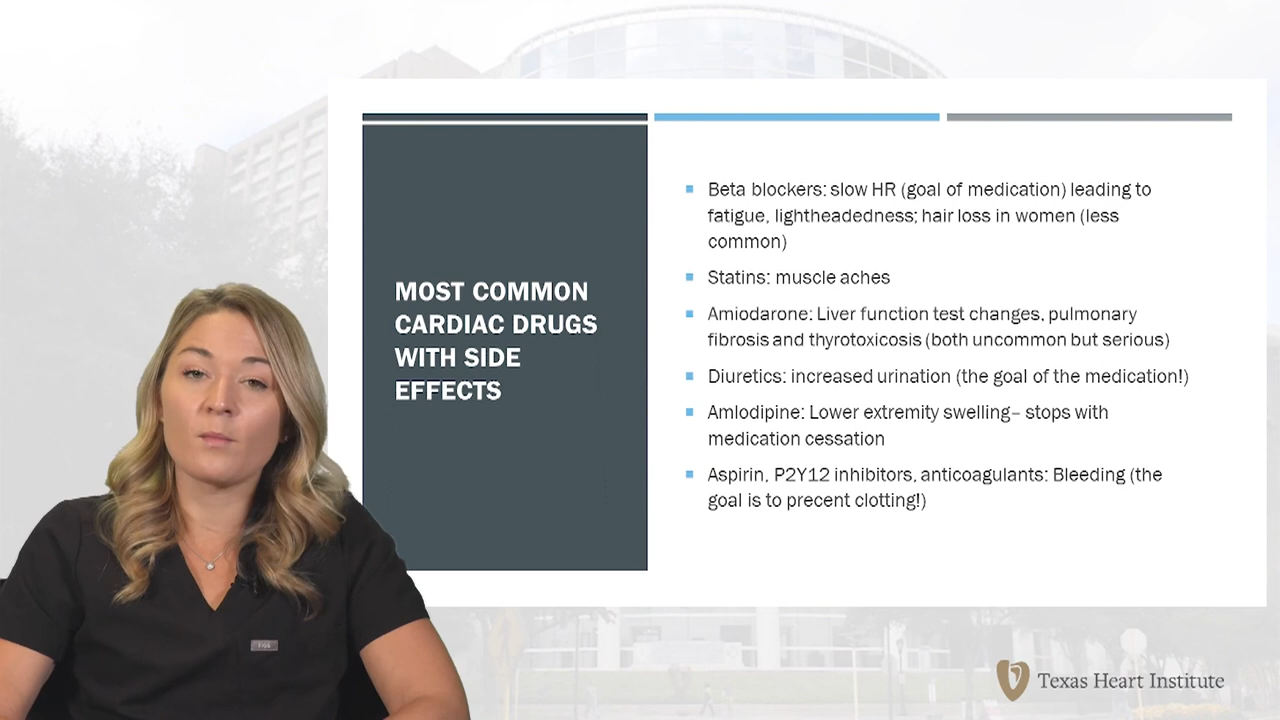 MOST COMMON
CARDIAC DRUGS
WITH SIDE
EFFECTS
Beta blockers: slow HR (goal of medication) leading to
fatigue, lightheadedness; hair loss in women (less
common)
Statins: muscle aches
Amiodarone: Liver function test changes, pulmonary
fibrosis and thyrotoxicosis (both uncommon but serious)
Diuretics: increased urination (the goal of the medication!)
Amlodipine: Lower extremity swelling– stops with
medication cessation
Aspirin, P2Y12 inhibitors, anticoagulants: Bleeding (the
goal is to precent clotting!)
Texas Heart Institute